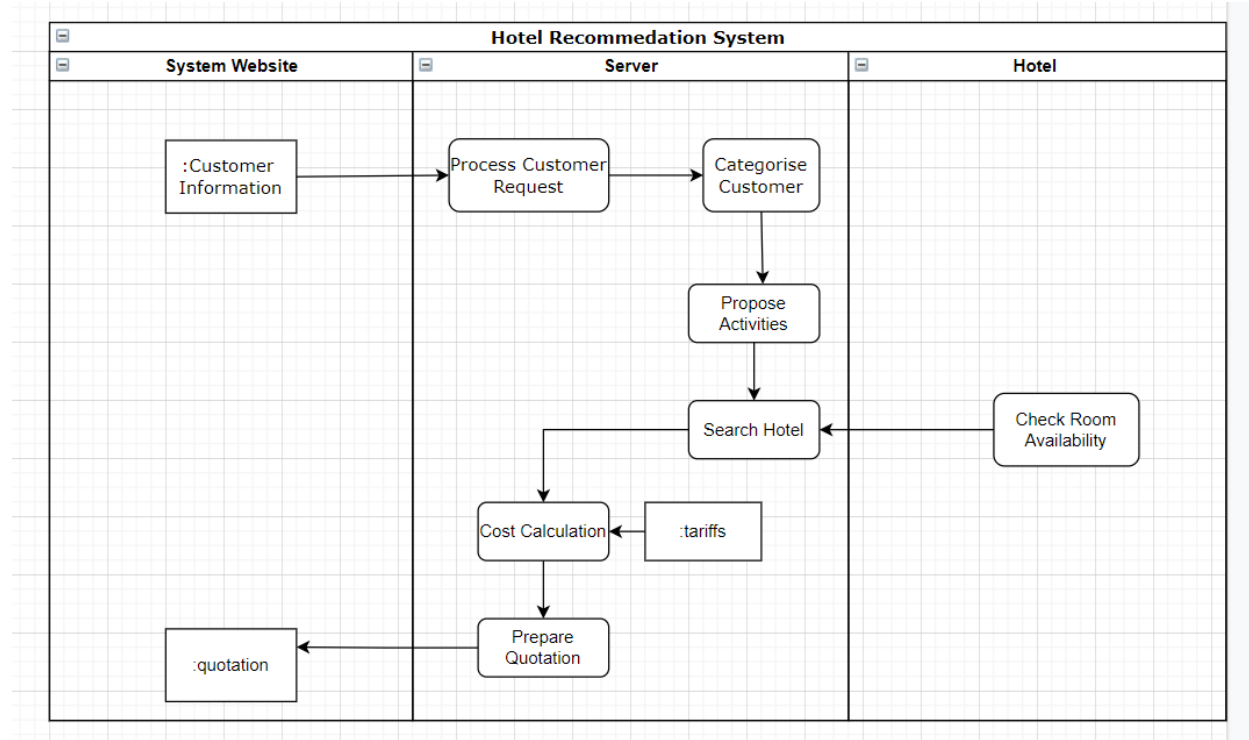 Hotel Recommedation System
System Website
Server
Hotel
:Customer
Information
Process Customer
Request
Categorise
Customer
Propose
Activities
Search Hotel
Check Room
Availability
Cost Calculation
:tariffs
Prepare
Quotation
:quotation